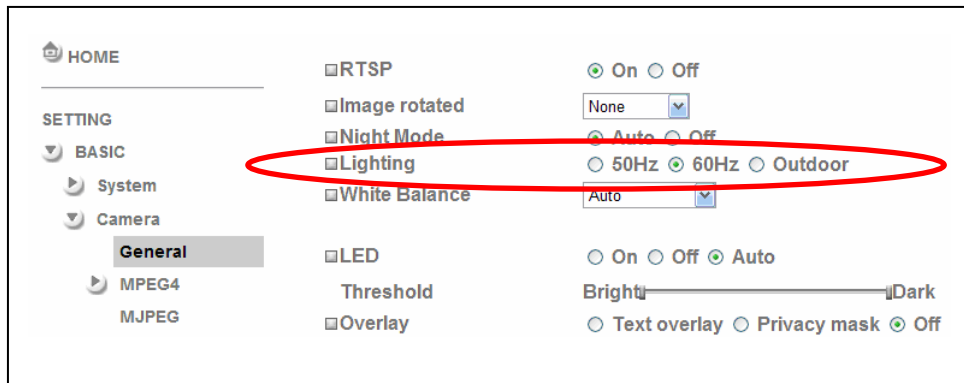 HOME
SETTING
BASIC
System
Camera
General
MPEG4
MJPEG
RTSP On Off
Image rotated None
Night Mode Auto Off
Lighting 50Hz 60Hz Outdoor
White Balance Auto
LED On Off Auto
Threshold Bright Dark
Overlay Text overlay Privacy mask Off